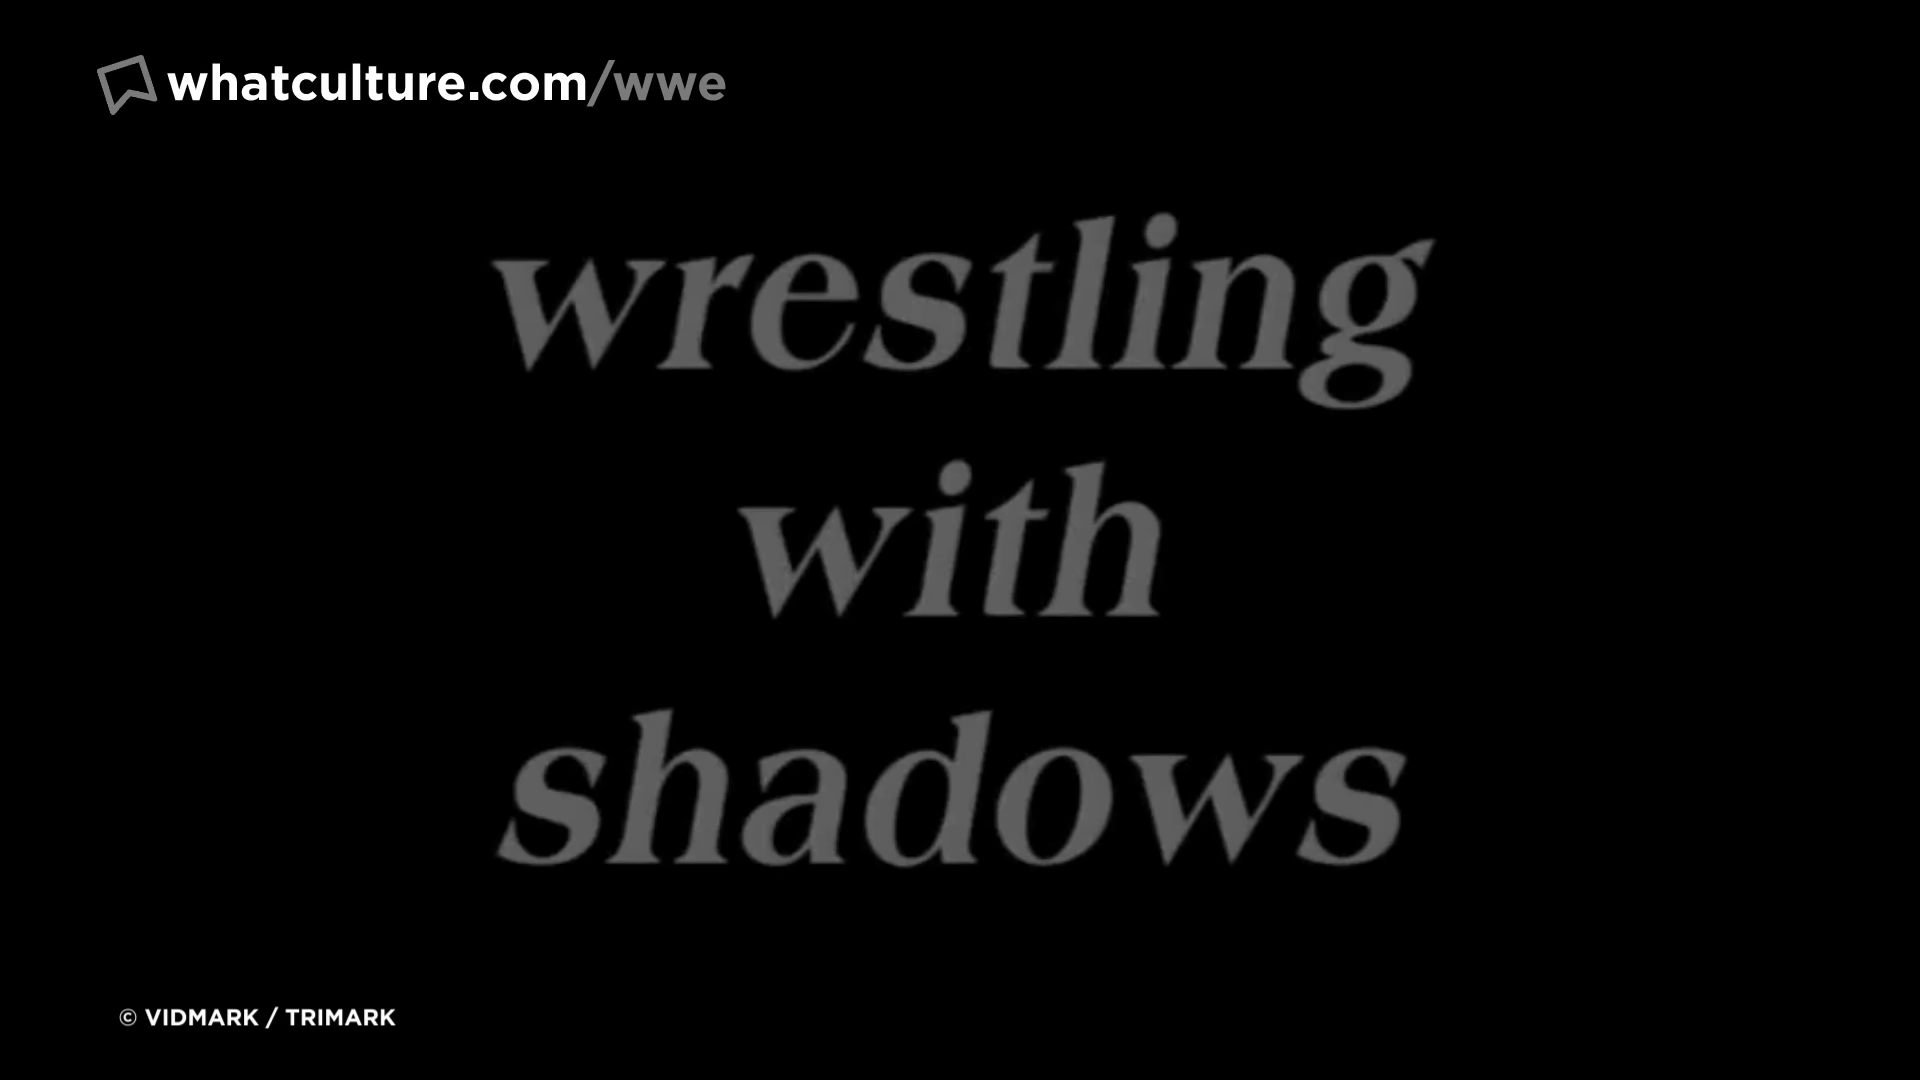 whatculture.com/wwe
wrestling
with
shadows
© VIDMARK / TRIMARK